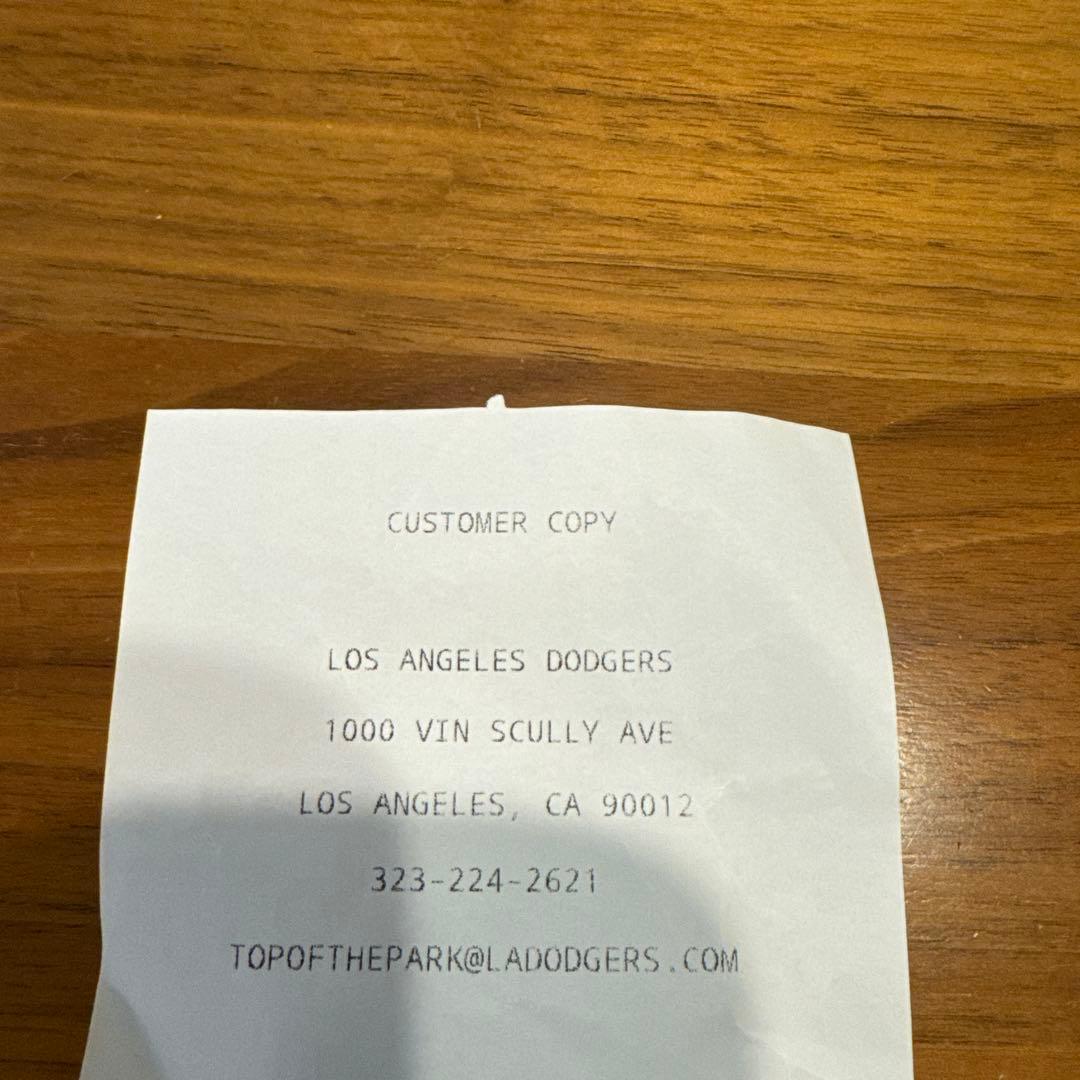 CUSTOMER COPY
LOS ANGELES DODGERS
1000 VIN SCULLY AVE
LOS ANGELES, CA 90012
323-224-2621
TOPOFTHEPARK@LADODGERS.COM